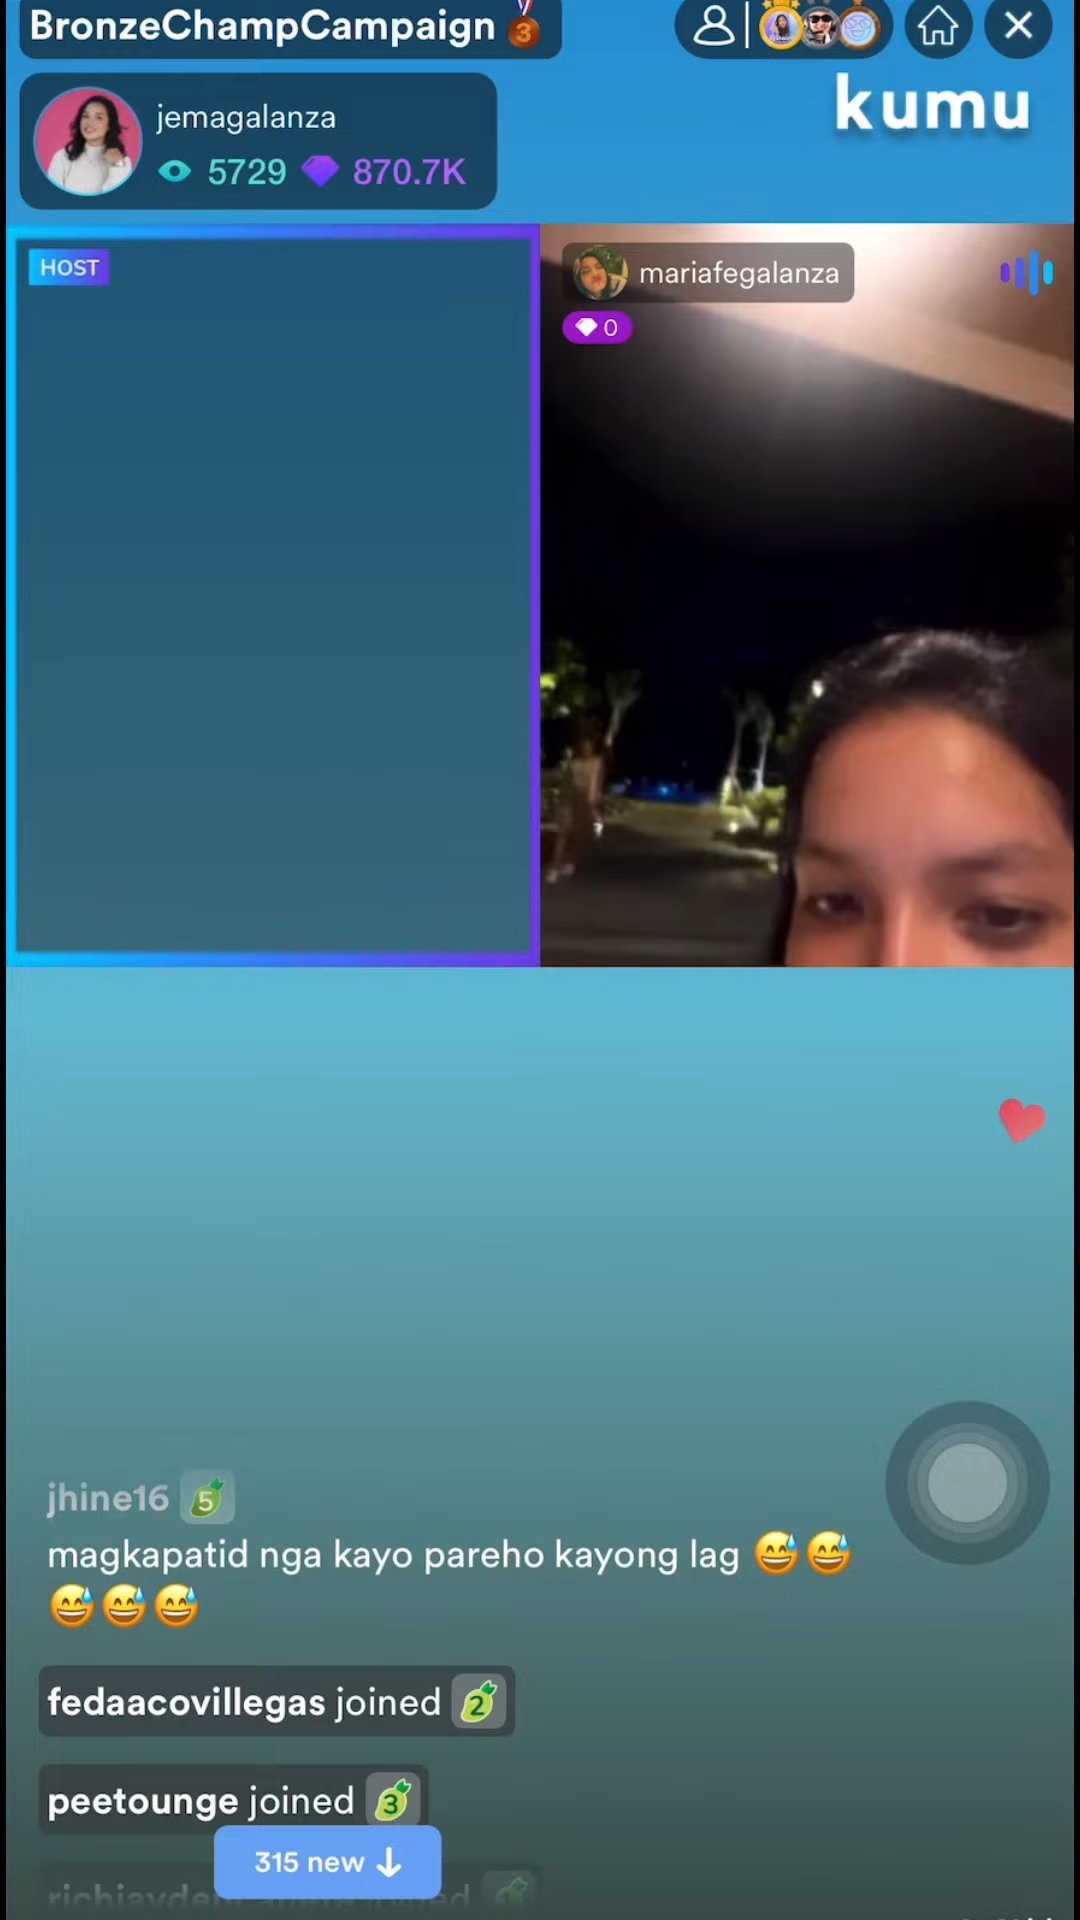 BronzeChampCampaign 3
jemagalanza
5729 870.7K
kumu
HOST
mariafegalanza
0
jhine16 5
magkapatid nga kayo pareho kayong lag 😅😅
😅😅😅
fedaacovillegas joined 2
peetounge joined 3
315 new ↓
joined